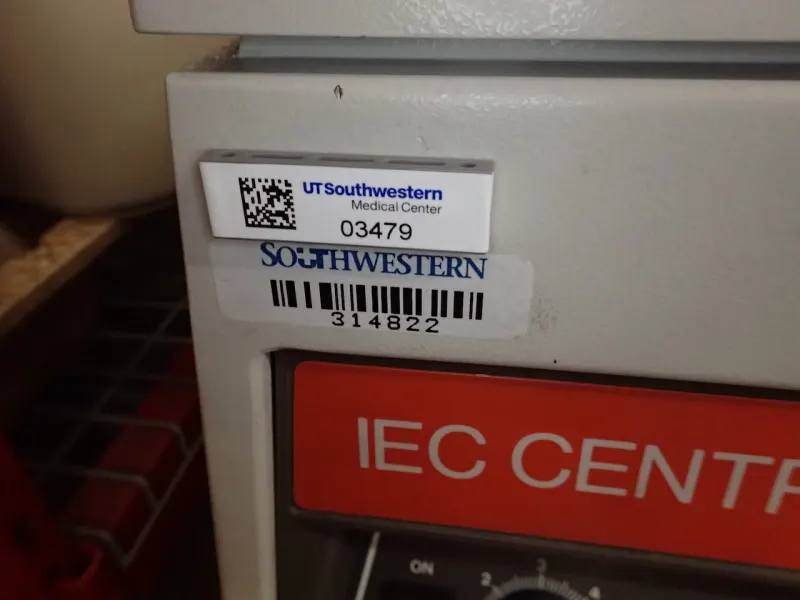 UTSouthwestern
Medical Center
03479
SOUTHWESTERN
314822
IEC CENTR
ON
2 3 4